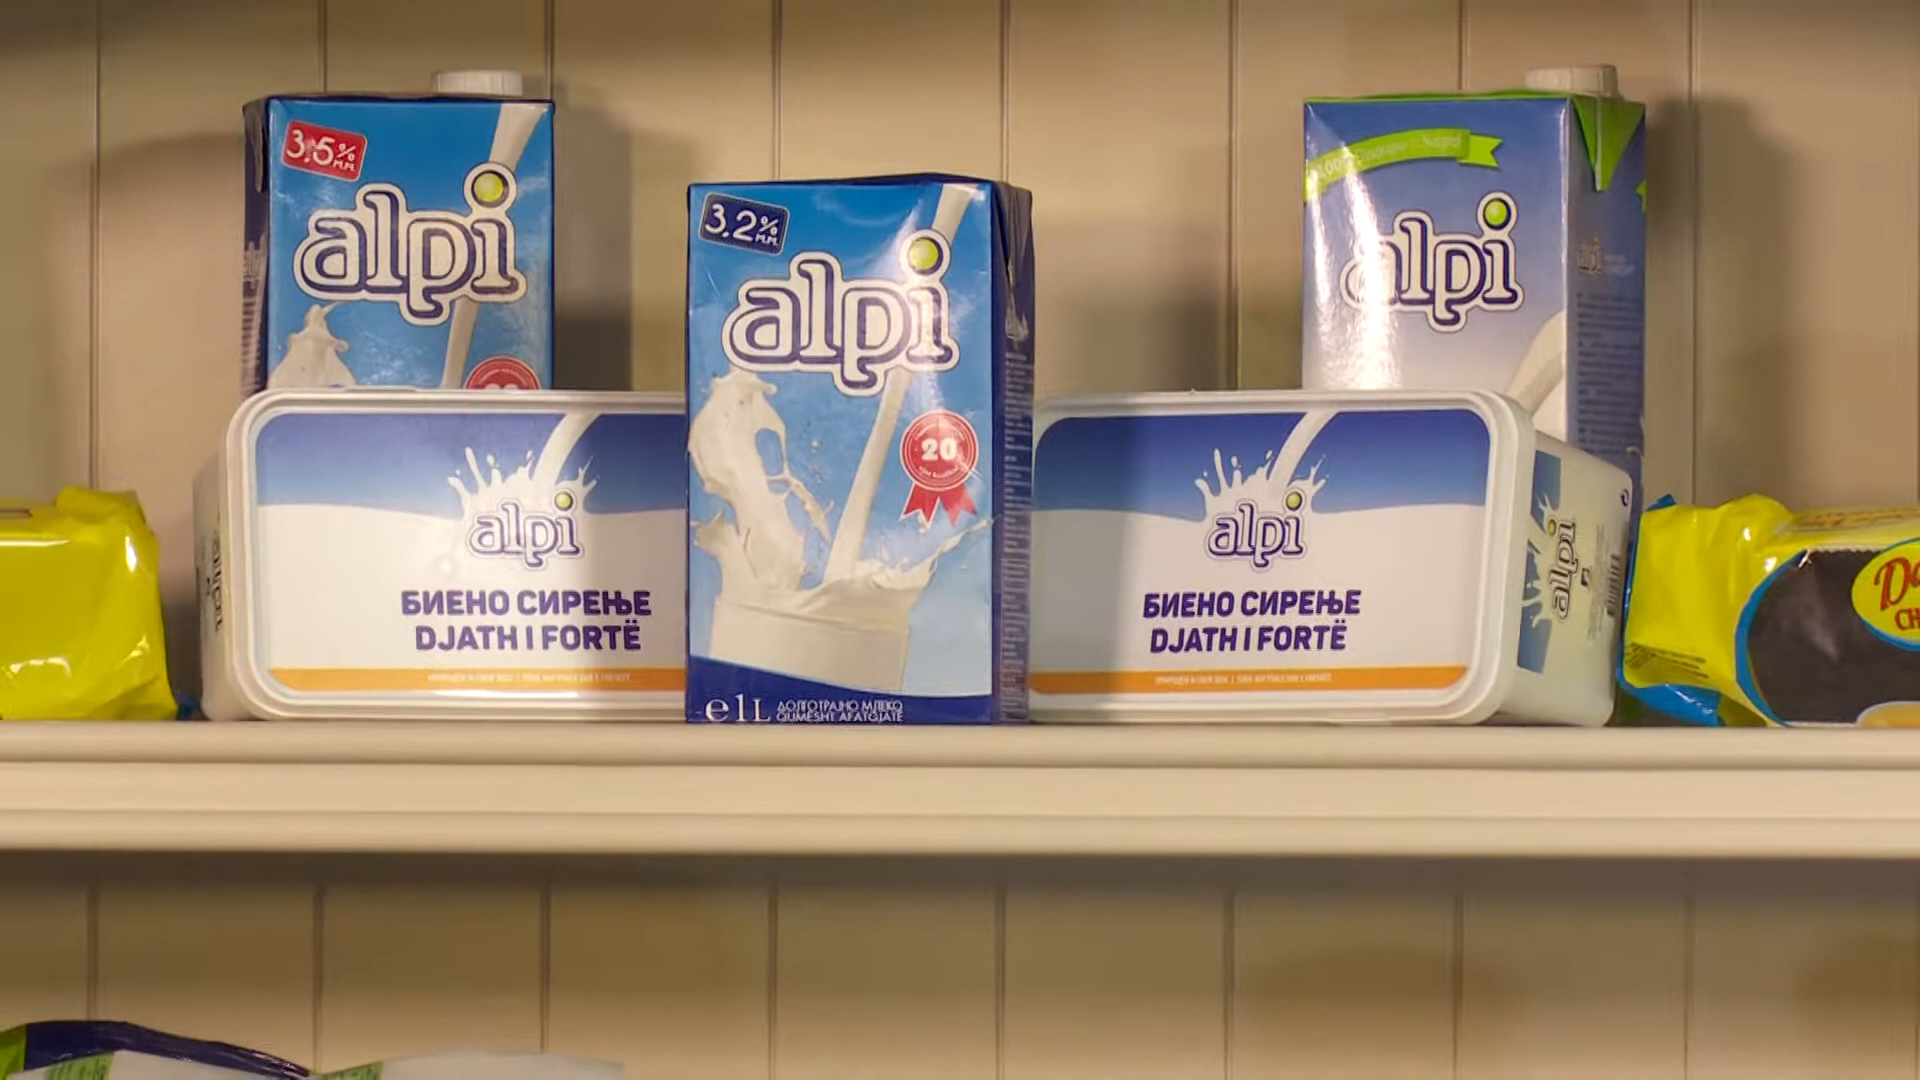 3.5% м.м.
alpi
3.2% м.м.
alpi
20
e1L
ДОЛГОТРАЈНО МЛЕКО
QUMËSHT AFATGJATË
alpi
alpi
БИЕНО СИРЕЊЕ
DJATH I FORTË
alpi
БИЕНО СИРЕЊЕ
DJATH I FORTË
alpi